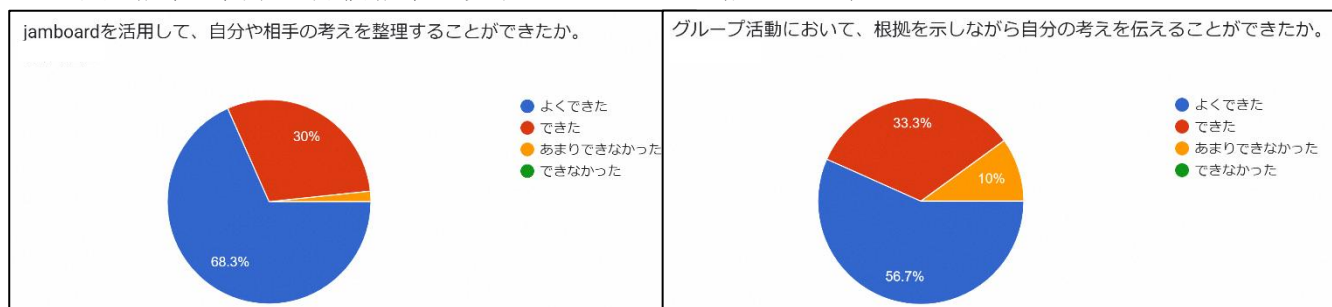 jamboardを活用して、自分や相手の考えを整理することができたか。
よくできた
できた
あまりできなかった
できなかった
30%
68.3%
グループ活動において、根拠を示しながら自分の考えを伝えることができたか。
よくできた
できた
あまりできなかった
できなかった
33.3%
10%
56.7%